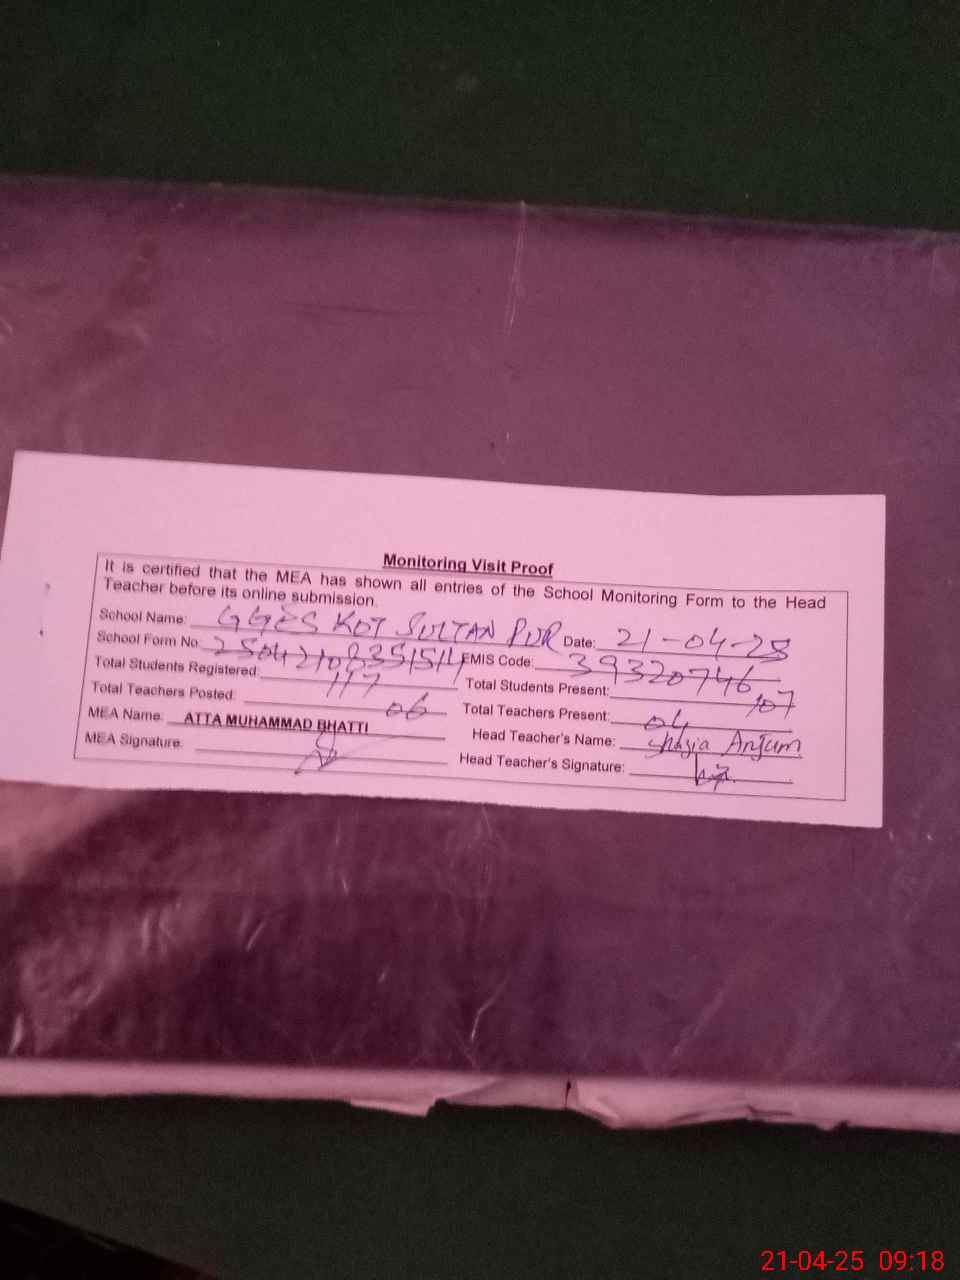 Monitoring Visit Proof
It is certified that the MEA has shown all entries of the School Monitoring Form to the Head
Teacher before its online submission.
School Name: GGES KOT SULTAN PUR Date: 21-04-25
School Form No: 25042108351514 EMIS Code: 39320746
Total Students Registered: 117 Total Students Present: 107
Total Teachers Posted: 06 Total Teachers Present: 04
MEA Name: ATTA MUHAMMAD BHATTI Head Teacher's Name: Shazia Anjum
MEA Signature: Head Teacher's Signature:
21-04-25 09:18